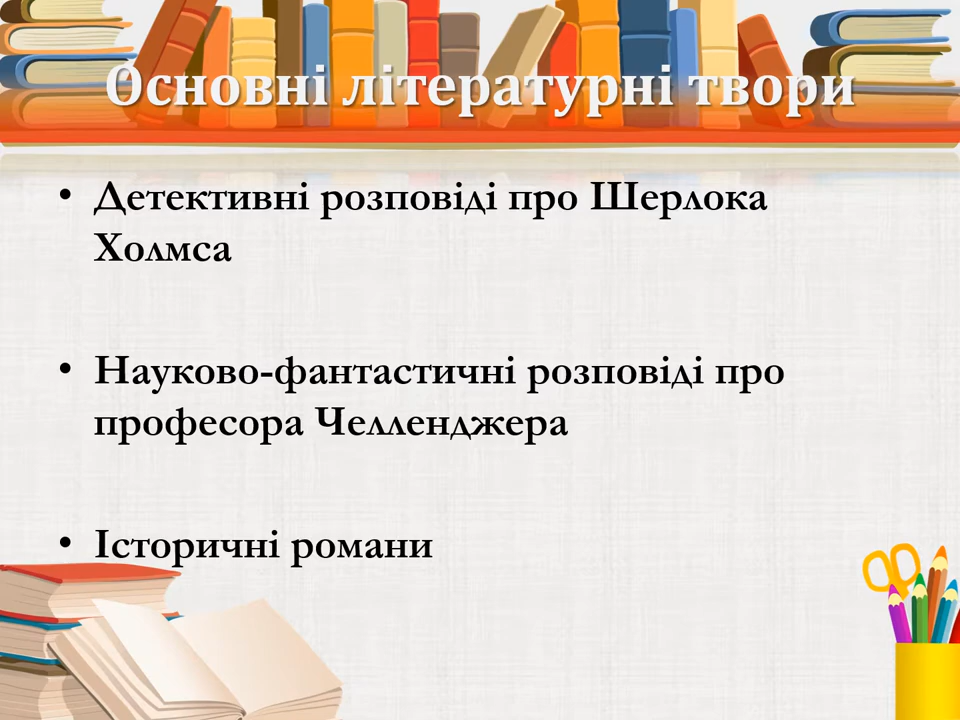 Основні літературні твори
• Детективні розповіді про Шерлока
Холмса
• Науково-фантастичні розповіді про
професора Челленджера
• Історичні романи